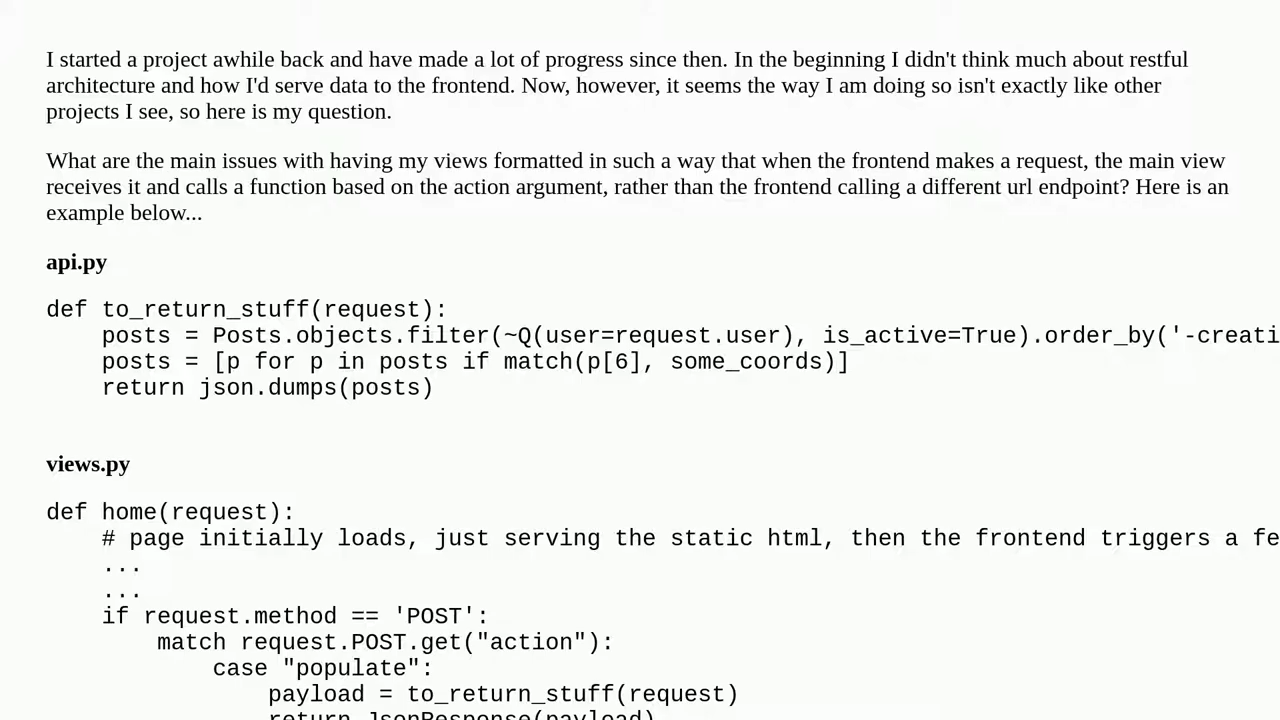 I started a project awhile back and have made a lot of progress since then. In the beginning I didn't think much about restful
architecture and how I'd serve data to the frontend. Now, however, it seems the way I am doing so isn't exactly like other
projects I see, so here is my question.
What are the main issues with having my views formatted in such a way that when the frontend makes a request, the main view
receives it and calls a function based on the action argument, rather than the frontend calling a different url endpoint? Here is an
example below...
api.py
def to_return_stuff(request):
    posts = Posts.objects.filter(~Q(user=request.user), is_active=True).order_by('-creati
    posts = [p for p in posts if match(p[6], some_coords)]
    return json.dumps(posts)
views.py
def home(request):
    # page initially loads, just serving the static html, then the frontend triggers a fe
    ...
    ...
    if request.method == 'POST':
        match request.POST.get("action"):
            case "populate":
                payload = to_return_stuff(request)
                return JsonResponse(payload)